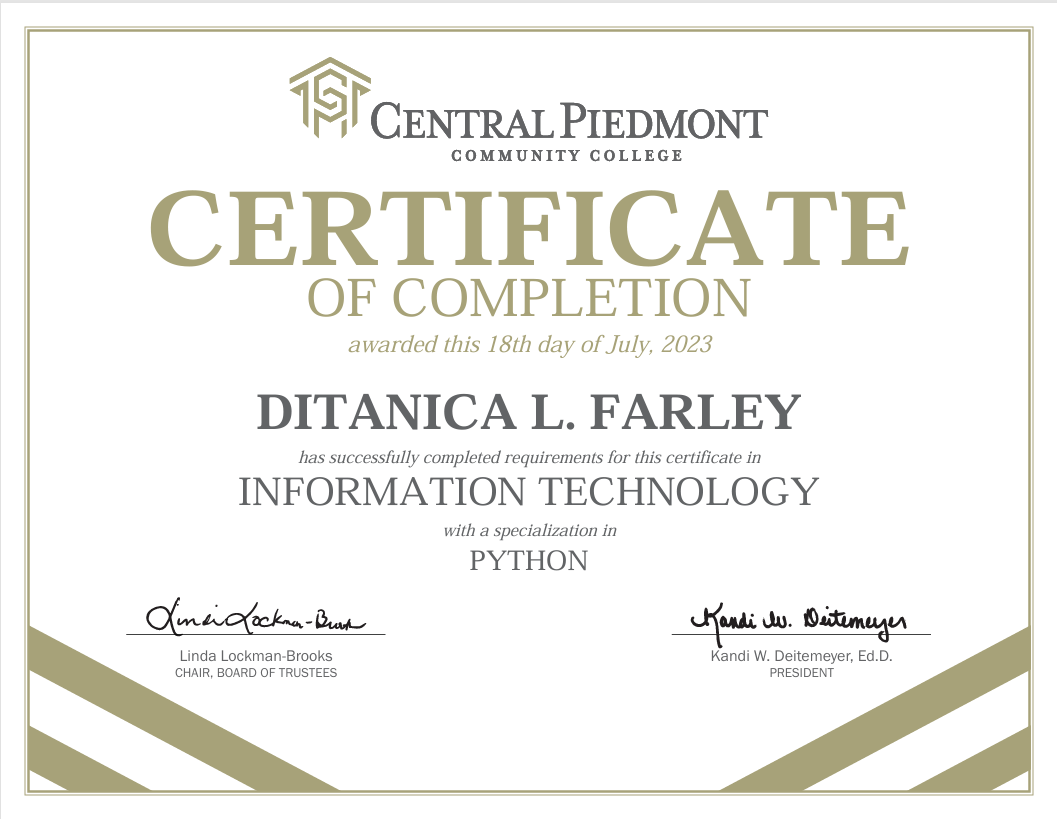 CENTRAL PIEDMONT
COMMUNITY COLLEGE
CERTIFICATE
OF COMPLETION
awarded this 18th day of July, 2023
DITANICA L. FARLEY
has successfully completed requirements for this certificate in
INFORMATION TECHNOLOGY
with a specialization in
PYTHON
Linda Lockman-Brooks
Kandi W. Deitemeyer
Linda Lockman-Brooks
CHAIR, BOARD OF TRUSTEES
Kandi W. Deitemeyer, Ed.D.
PRESIDENT